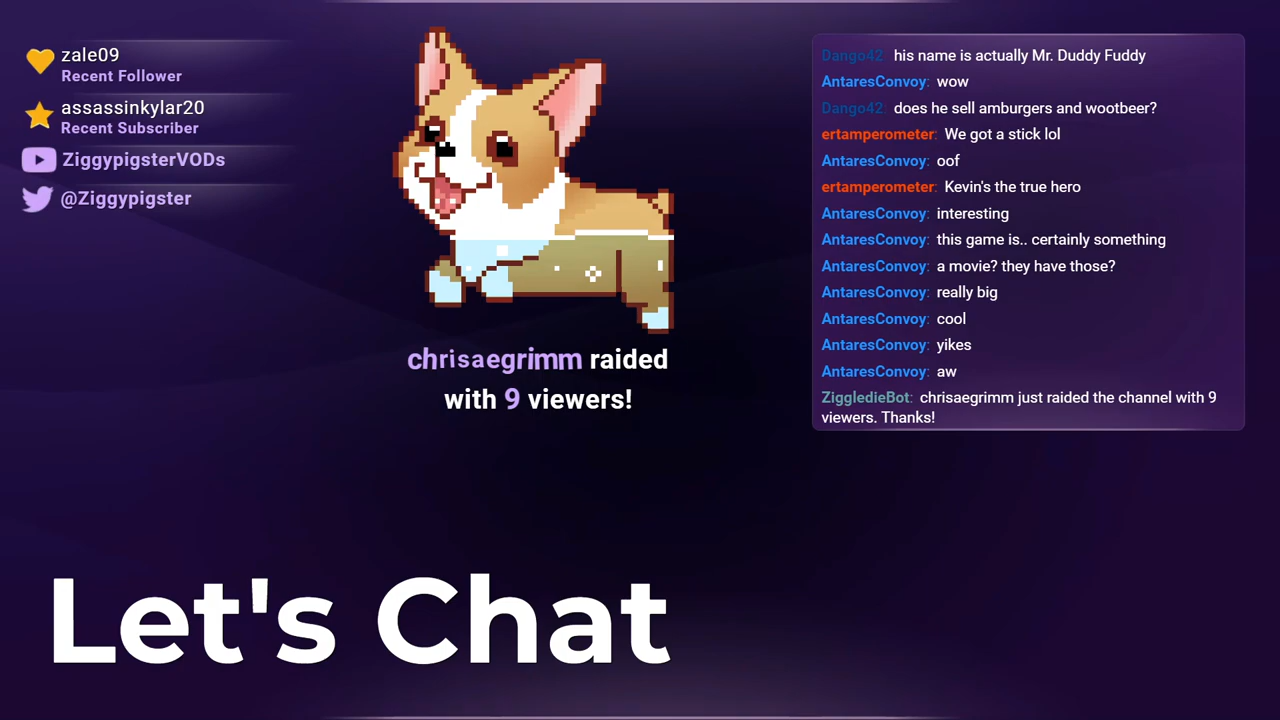 zale09
Recent Follower
assassinkylar20
Recent Subscriber
ZiggypigsterVODs
@Ziggypigster
chrisaegrimm raided
with 9 viewers!
Dango42 his name is actually Mr. Duddy Fuddy
AntaresConvoy: wow
Dango42: does he sell amburgers and wootbeer?
ertamperometer: We got a stick lol
AntaresConvoy: oof
ertamperometer: Kevin's the true hero
AntaresConvoy: interesting
AntaresConvoy: this game is.. certainly something
AntaresConvoy: a movie? they have those?
AntaresConvoy: really big
AntaresConvoy: cool
AntaresConvoy: yikes
AntaresConvoy: aw
ZiggledieBot: chrisaegrimm just raided the channel with 9
viewers. Thanks!
Let's Chat